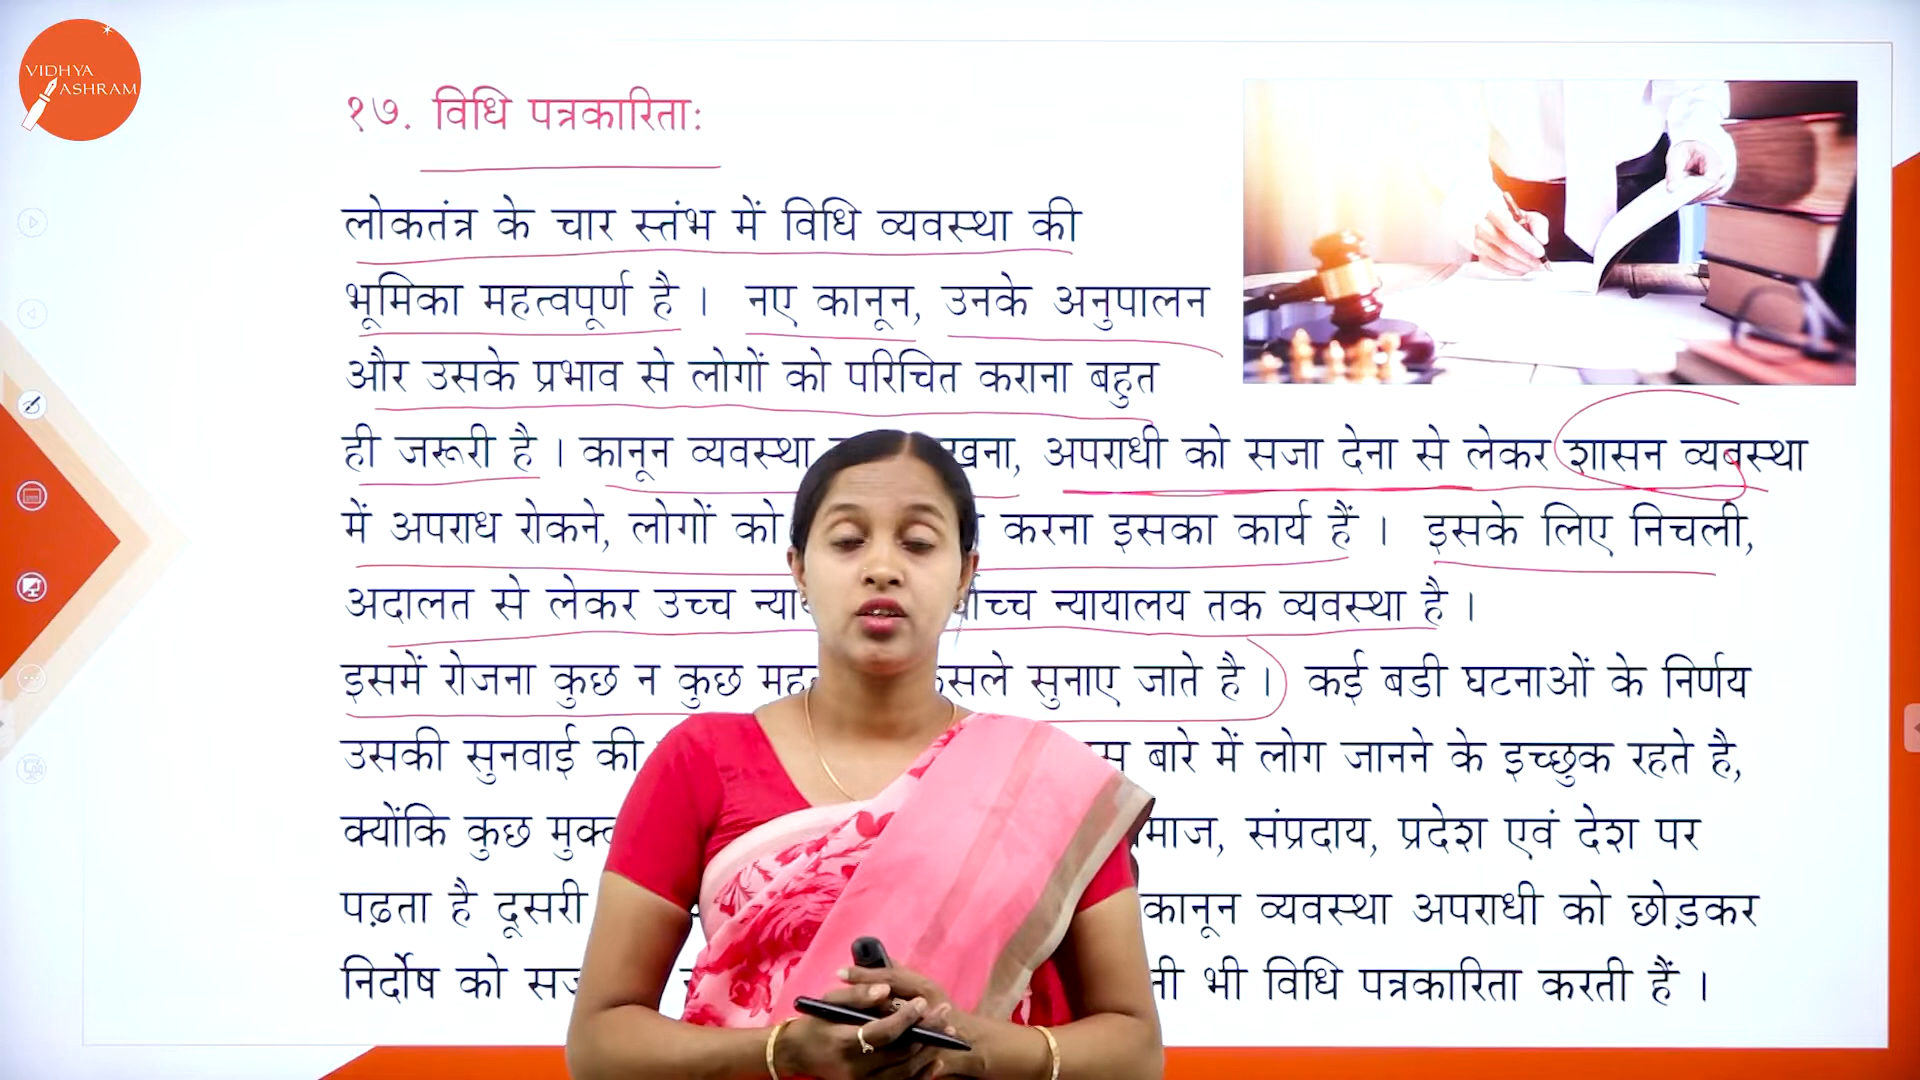 VIDHYA
ASHRAM
१७. विधि पत्रकारिता:
लोकतंत्र के चार स्तंभ में विधि व्यवस्था की
भूमिका महत्वपूर्ण है । नए कानून, उनके अनुपालन
और उसके प्रभाव से लोगों को परिचित कराना बहुत
ही जरूरी है । कानून व्यवस्था अपराधी को सजा देना से लेकर शासन व्यवस्था
में अपराध रोकने, लोगों को करना इसका कार्य हैं । इसके लिए निचली,
अदालत से लेकर उच्च न्यायालय तक व्यवस्था है ।
इसमें रोजना कुछ न कुछ सुनाए जाते है । कई बडी घटनाओं के निर्णय
उसकी सुनवाई की बारे में लोग जानने के इच्छुक रहते है,
क्योंकि कुछ संप्रदाय, प्रदेश एवं देश पर
पढ़ता है दूसरी कानून व्यवस्था अपराधी को छोड़कर
निर्दोष को भी विधि पत्रकारिता करती हैं ।